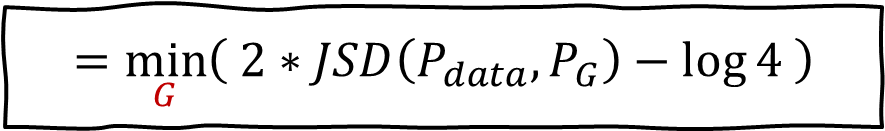 = min( 2 ∗ JSD(P_data, P_G) − log 4 )
G